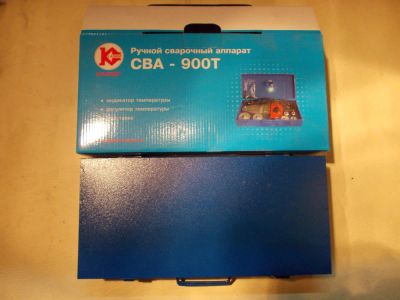 Ручной сварочный аппарат
СВА - 900Т
• индикатор температуры
• регулятор температуры